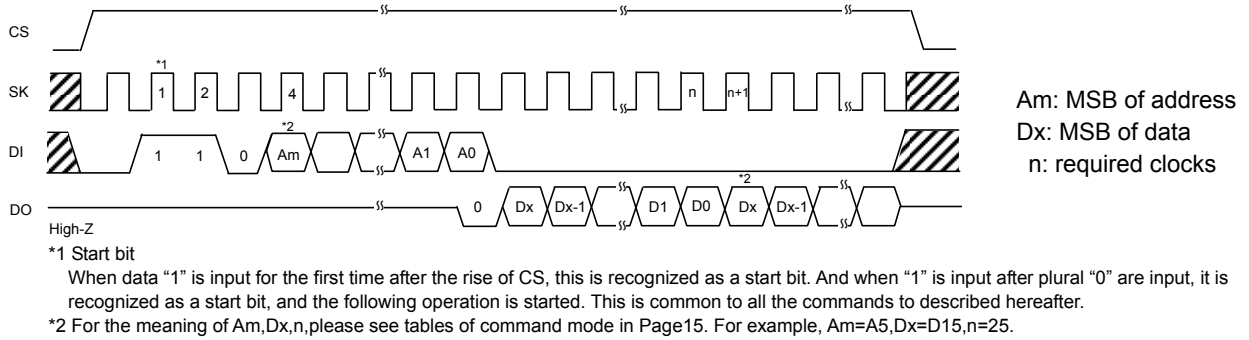 CS
*1
SK
1 2 4 n n+1
*2
DI
1 1 0 Am A1 A0
*2
DO
0 Dx Dx-1 D1 D0 Dx Dx-1
High-Z
Am: MSB of address
Dx: MSB of data
n: required clocks
*1 Start bit
When data “1” is input for the first time after the rise of CS, this is recognized as a start bit. And when “1” is input after plural “0” are input, it is
recognized as a start bit, and the following operation is started. This is common to all the commands to described hereafter.
*2 For the meaning of Am,Dx,n,please see tables of command mode in Page15. For example, Am=A5,Dx=D15,n=25.